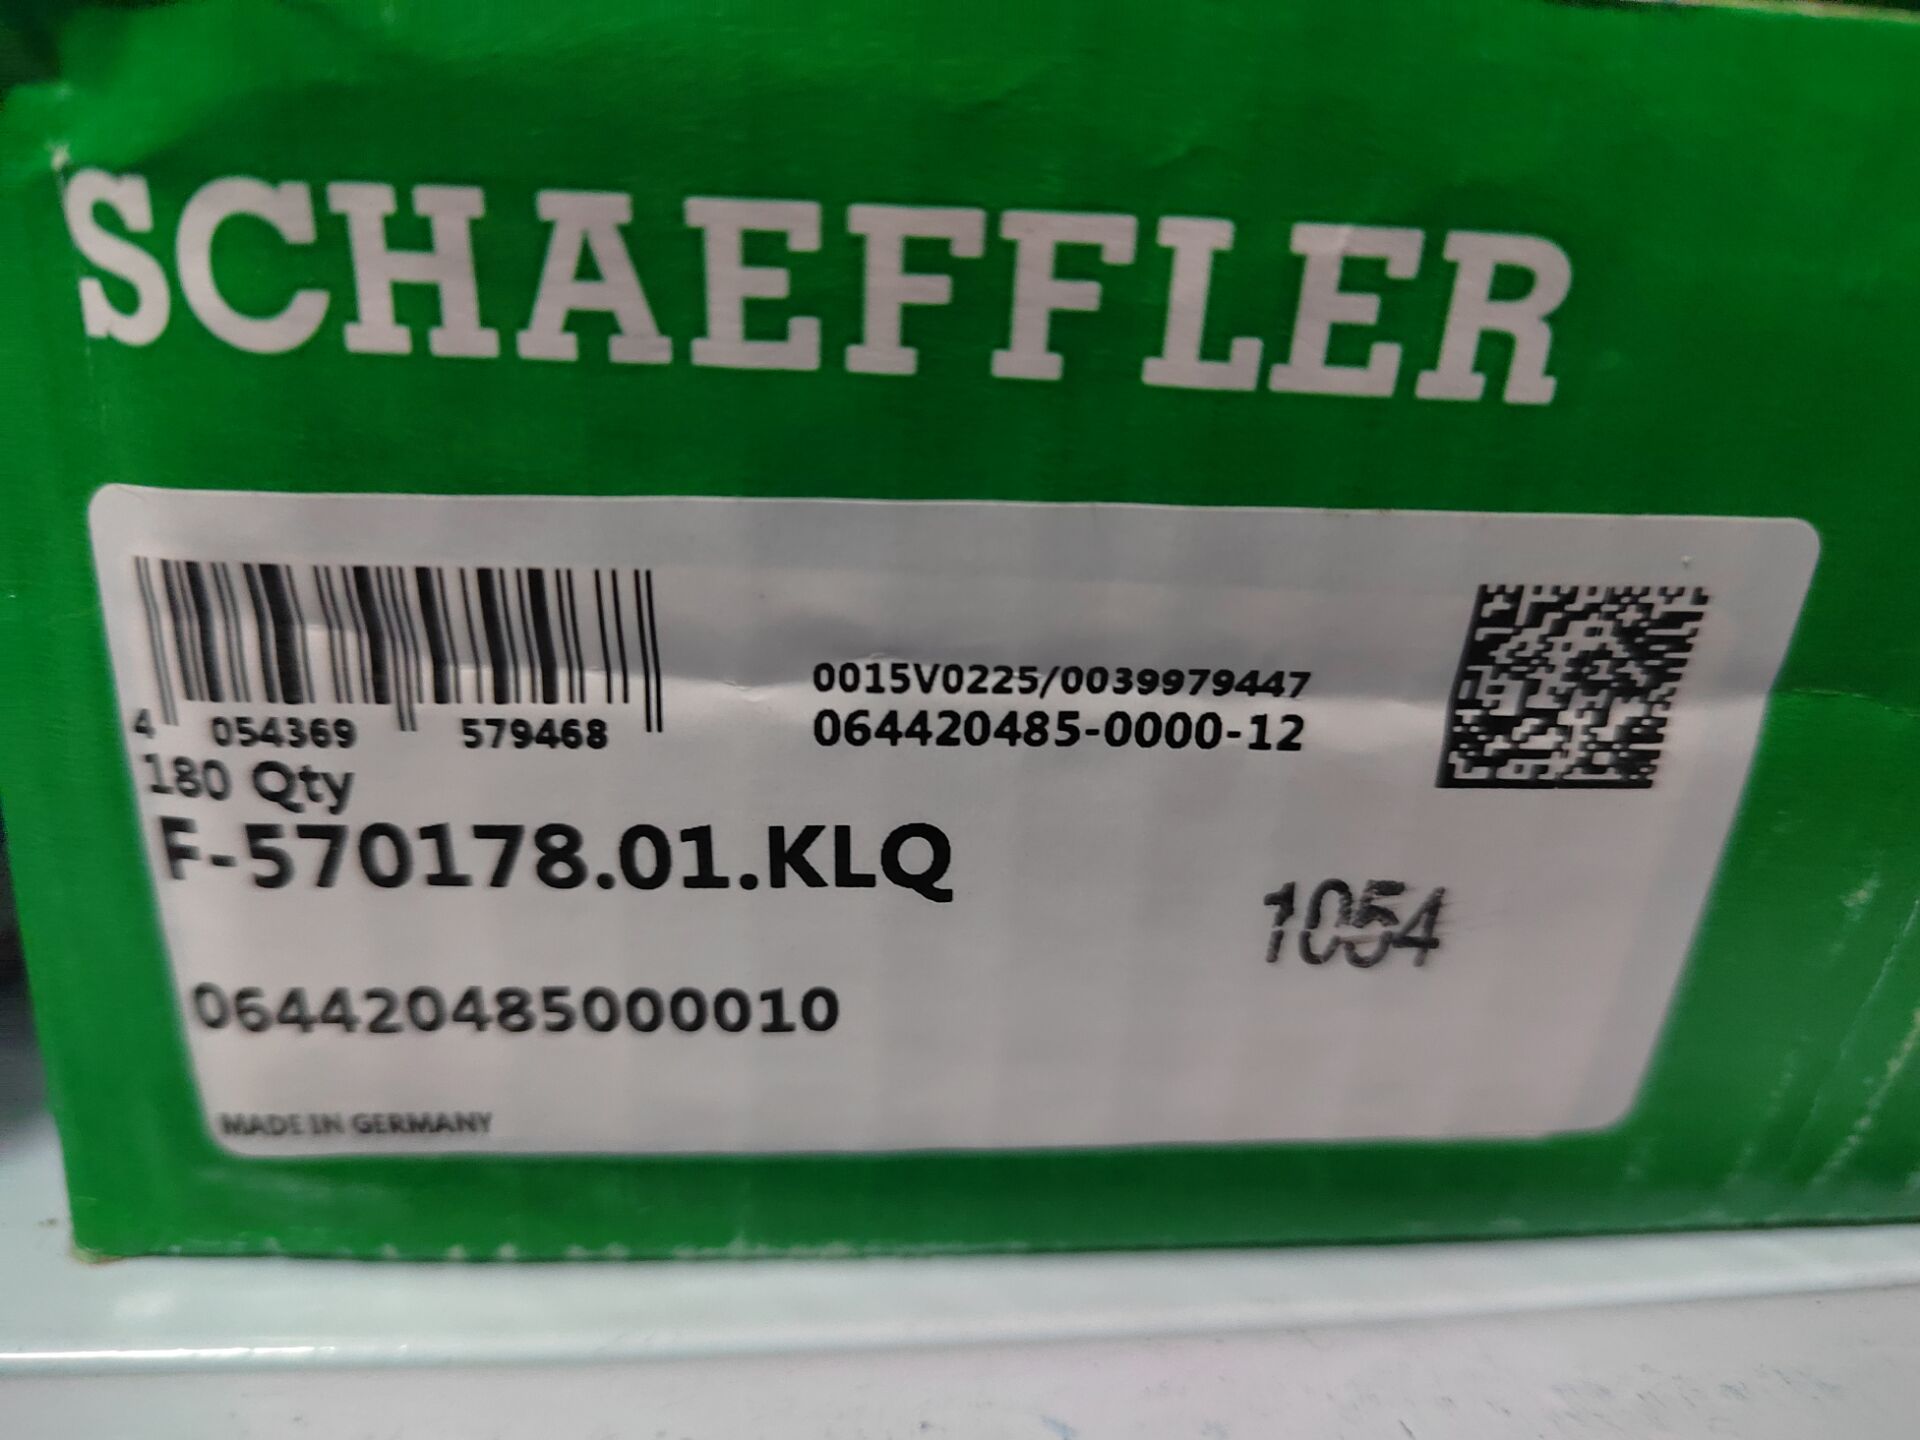 SCHAEFFLER
4 054369 579468
0015V0225/0039979447
064420485-0000-12
180 Qty
F-570178.01.KLQ
1054
064420485000010
MADE IN GERMANY